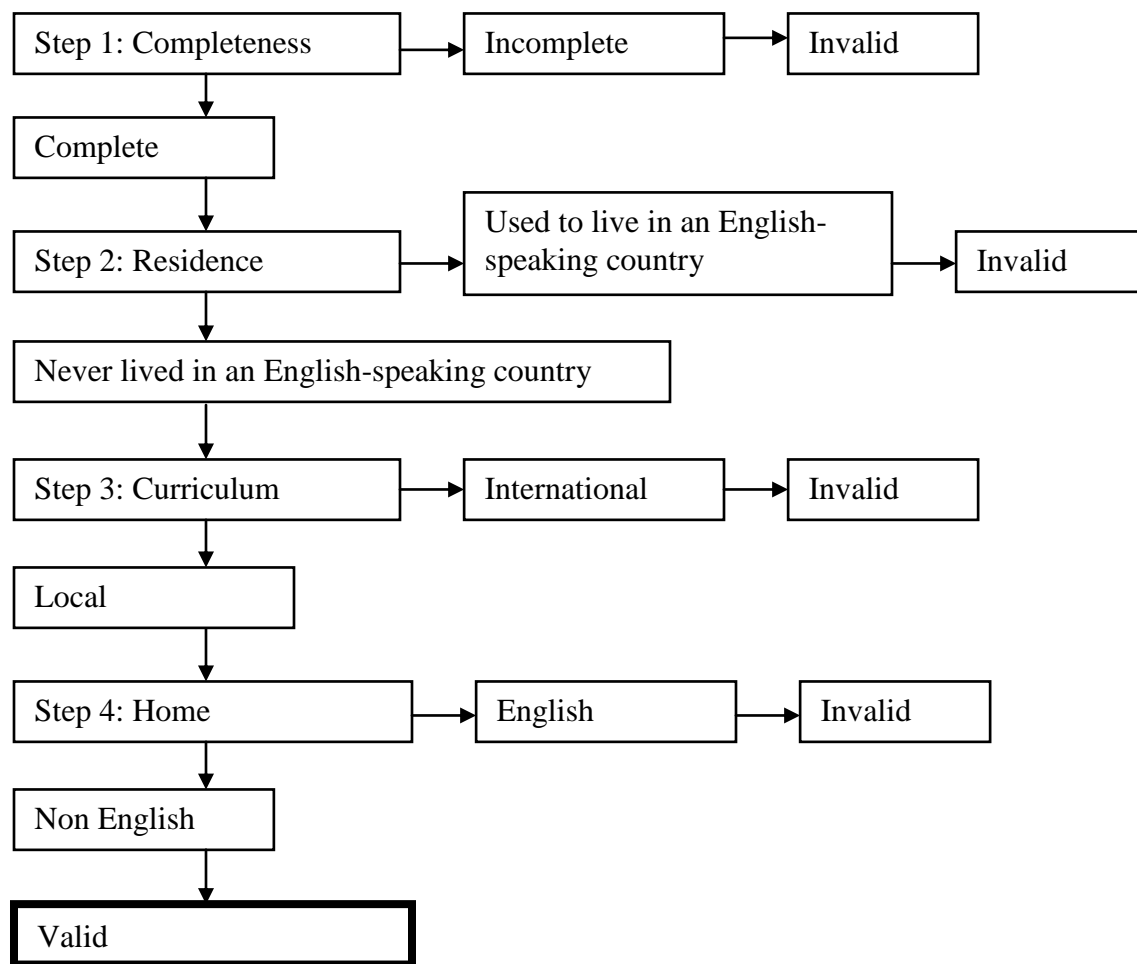 Step 1: Completeness
Incomplete
Invalid
Complete
Used to live in an English-
speaking country
Step 2: Residence
Invalid
Never lived in an English-speaking country
Step 3: Curriculum
International
Invalid
Local
Step 4: Home
English
Invalid
Non English
Valid